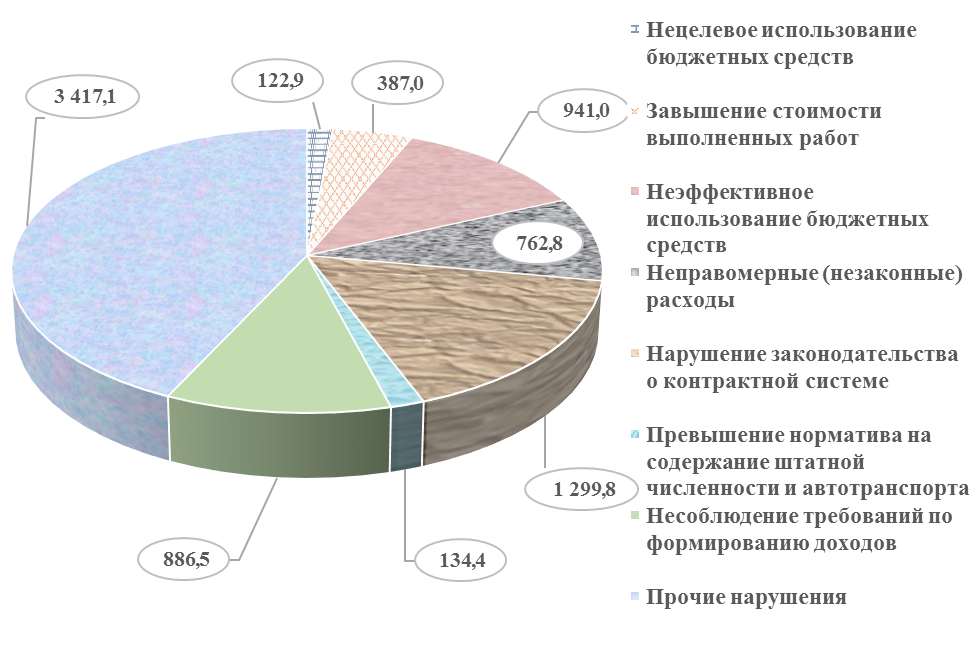 3 417,1
122,9
387,0
941,0
762,8
1 299,8
134,4
886,5
Нецелевое использование
бюджетных средств
Завышение стоимости
выполненных работ
Неэффективное
использование бюджетных
средств
Неправомерные (незаконные)
расходы
Нарушение законодательства
о контрактной системе
Превышение норматива на
содержание штатной
численности и автотранспорта
Несоблюдение требований по
формированию доходов
Прочие нарушения